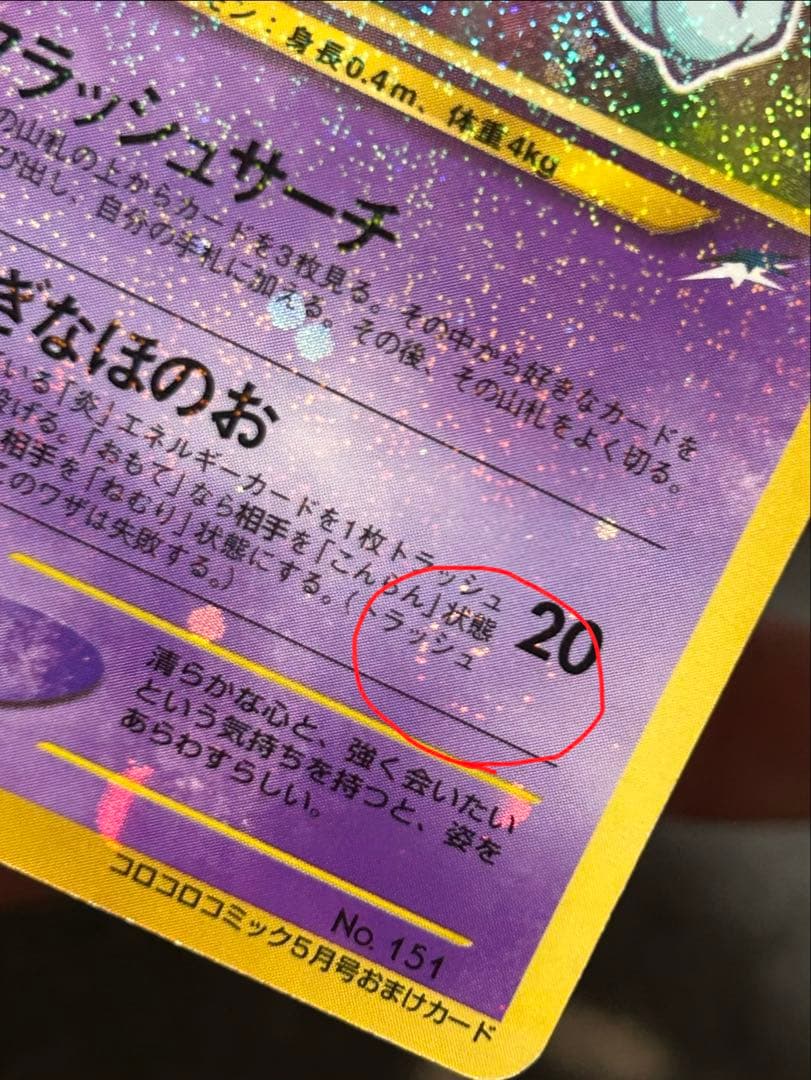 モン：身長0.4m、体重4kg
ラッシュサーチ
の山札の上からカードを3枚見る。その中から好きなカードを
び出し、自分の手札に加える。その後、その山札をよく切る。
ぎなほのお
いる「炎」エネルギーカードを1枚トラッシュ
投げる。「おもて」なら相手を「こんらん」状態
相手を「ねむり」状態にする。（トラッシュ
このワザは失敗する。）
20
清らかな心と、強く会いたい
という気持ちを持つと、姿を
あらわすらしい。
No. 151
コロコロコミック5月号おまけカード